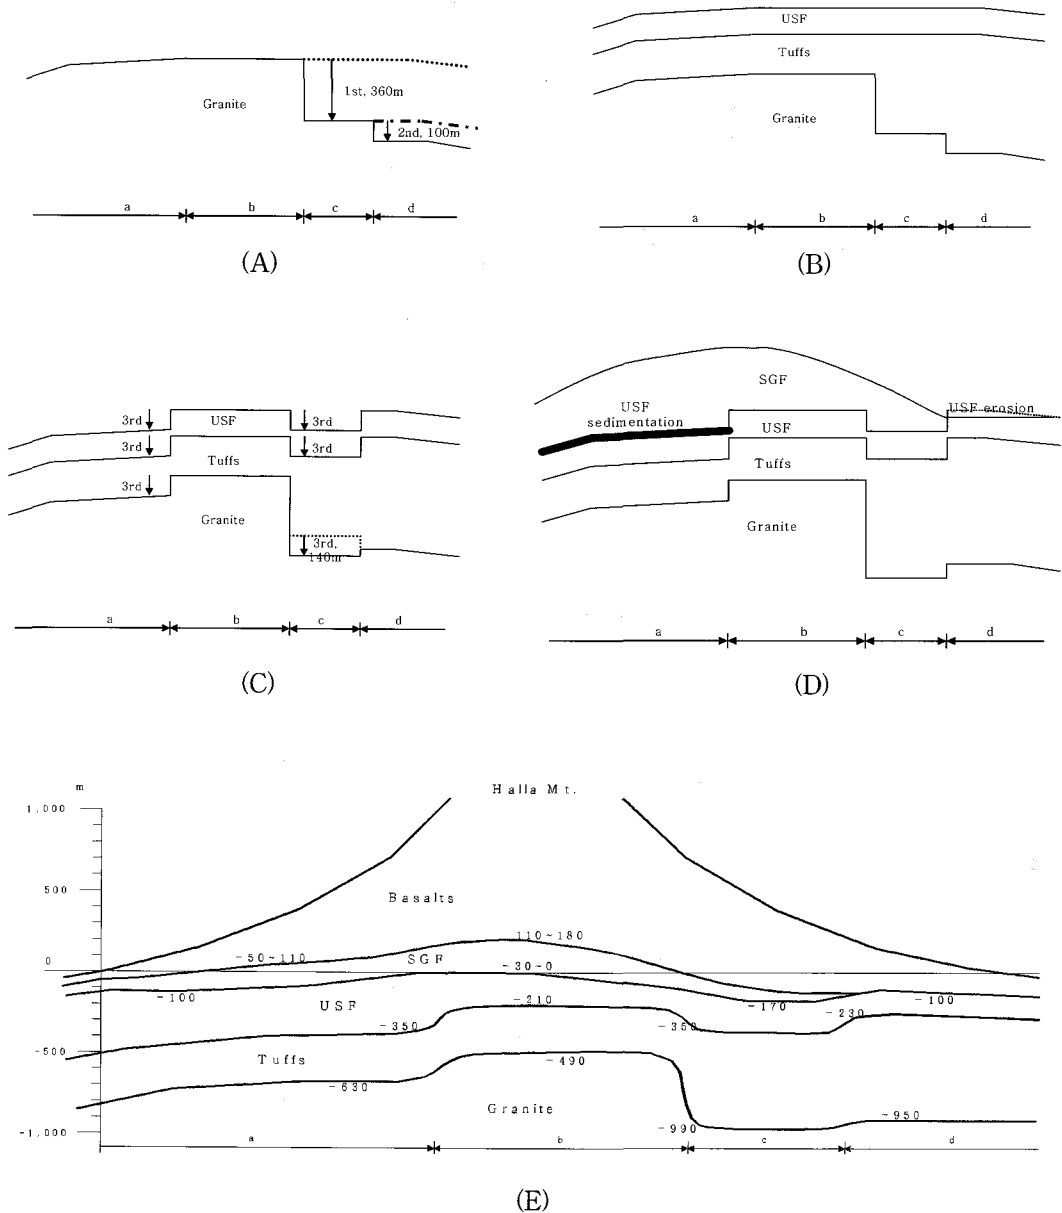 1st, 360m
Granite
2nd, 100m
a b c d
(A)
USF
Tuffs
Granite
a b c d
(B)
3rd USF 3rd
3rd 3rd
Tuffs
3rd
Granite
3rd,
140m
a b c d
(C)
SGF
USF
sedimentation
USF erosion
USF
Tuffs
Granite
a b c d
(D)
m
Halla Mt.
1,000
500
0
-500
-1,000
Basalts
110~180
-50~110
SGF
-30~0
-100
USF
-210
-170
-100
-350
-350
-230
Tuffs
-630
-490
Granite
-990
-950
a b c d
(E)